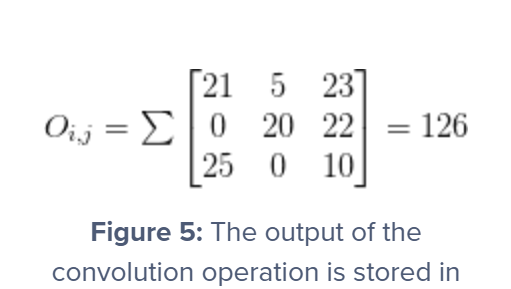 21 5 23
O_{i,j} = ∑ 0 20 22 = 126
25 0 10
Figure 5: The output of the
convolution operation is stored in